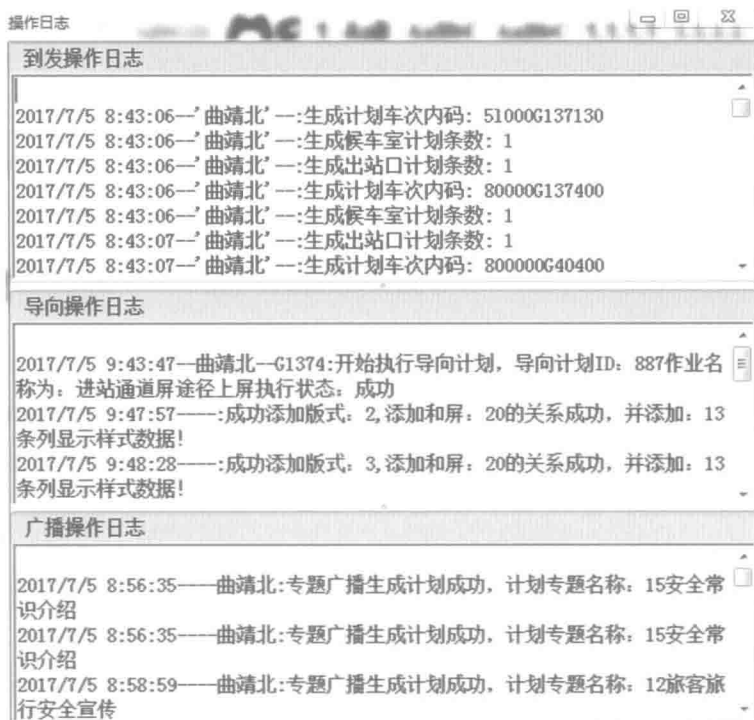 操作日志
到发操作日志
2017/7/5 8:43:06--'曲靖北'--:生成计划车次内码: 51000G137130
2017/7/5 8:43:06--'曲靖北'--:生成候车室计划条数: 1
2017/7/5 8:43:06--'曲靖北'--:生成出站口计划条数: 1
2017/7/5 8:43:06--'曲靖北'--:生成计划车次内码: 80000G137400
2017/7/5 8:43:06--'曲靖北'--:生成候车室计划条数: 1
2017/7/5 8:43:07--'曲靖北'--:生成出站口计划条数: 1
2017/7/5 8:43:07--'曲靖北'--:生成计划车次内码: 800000G40400
导向操作日志
2017/7/5 9:43:47--曲靖北--G1374:开始执行导向计划，导向计划ID：887作业名
称为：进站通道屏途径上屏执行状态：成功
2017/7/5 9:47:57----:成功添加版式：2,添加和屏：20的关系成功，并添加：13
条列显示样式数据!
2017/7/5 9:48:28----:成功添加版式：3,添加和屏：20的关系成功，并添加：13
条列显示样式数据!
广播操作日志
2017/7/5 8:56:35----曲靖北:专题广播生成计划成功，计划专题名称：15安全常
识介绍
2017/7/5 8:56:35----曲靖北:专题广播生成计划成功，计划专题名称：15安全常
识介绍
2017/7/5 8:58:59----曲靖北:专题广播生成计划成功，计划专题名称：12旅客旅
行安全宣传